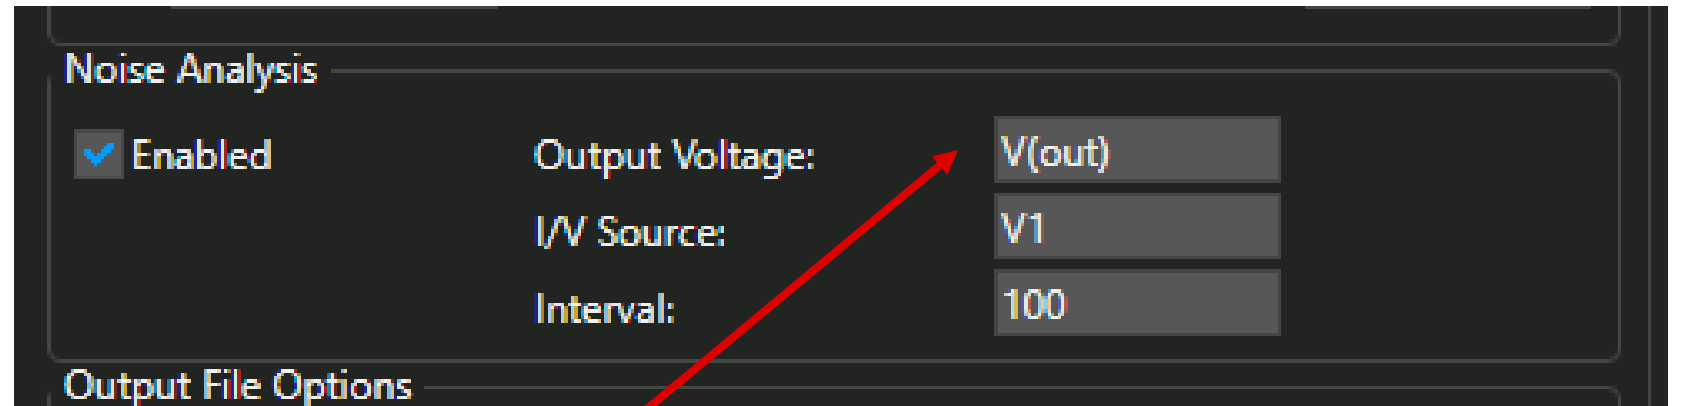 Noise Analysis
Enabled
Output Voltage: V(out)
I/V Source: V1
Interval: 100
Output File Options